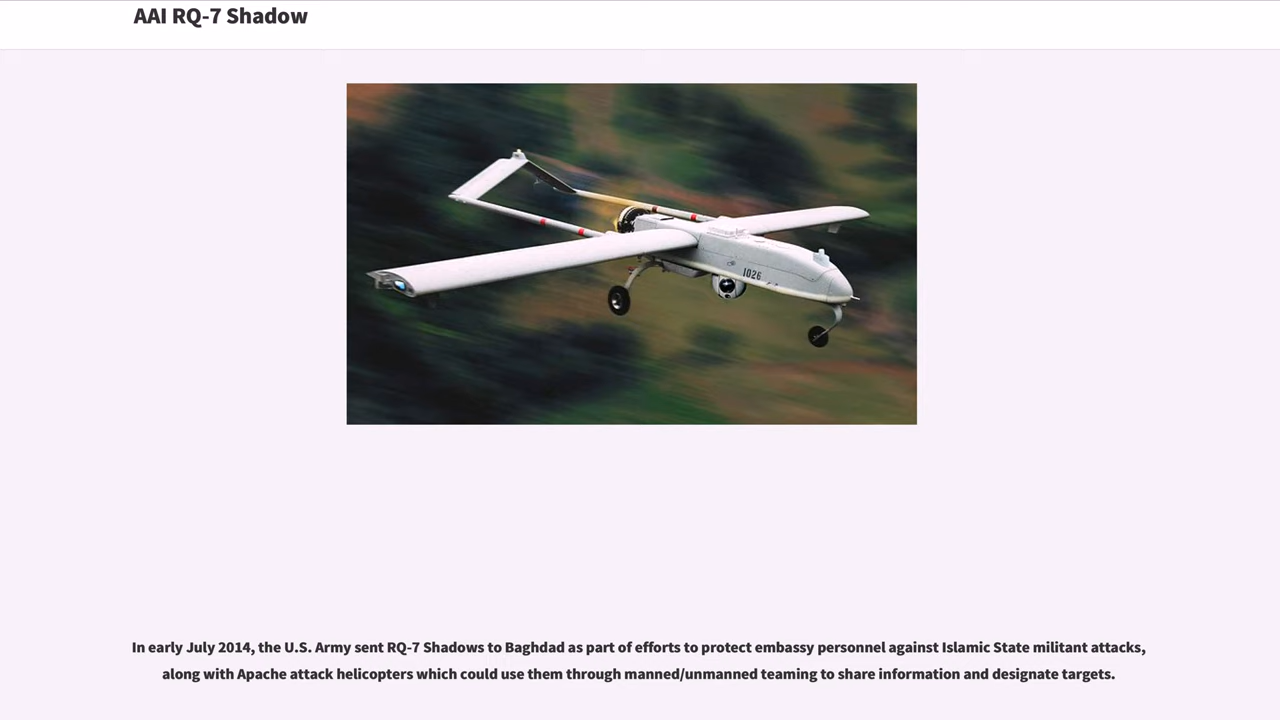 AAI RQ-7 Shadow
1026
In early July 2014, the U.S. Army sent RQ-7 Shadows to Baghdad as part of efforts to protect embassy personnel against Islamic State militant attacks,
along with Apache attack helicopters which could use them through manned/unmanned teaming to share information and designate targets.